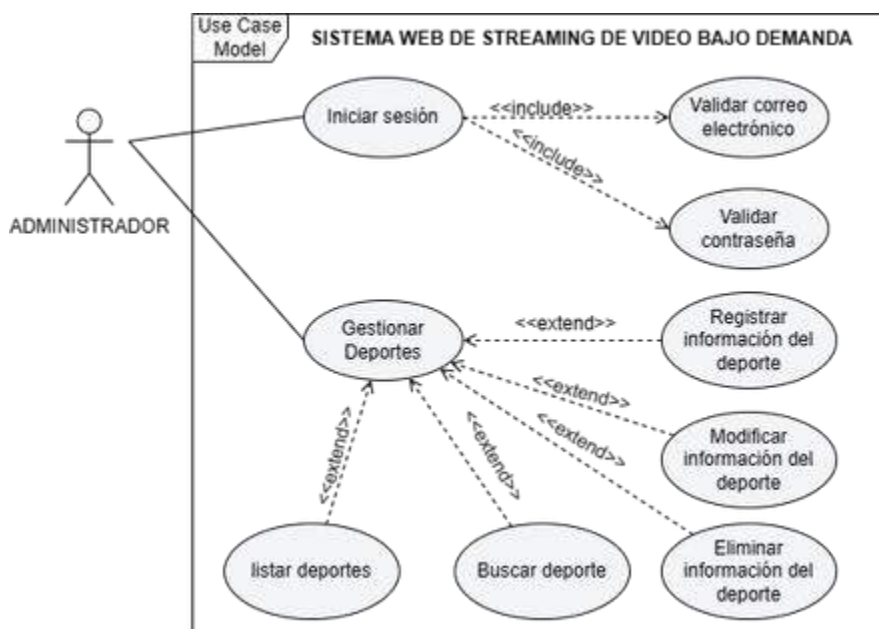 Use Case
Model
SISTEMA WEB DE STREAMING DE VIDEO BAJO DEMANDA
ADMINISTRADOR
Iniciar sesión
<<include>>
Validar correo
electrónico
<<include>>
Validar
contraseña
Gestionar
Deportes
<<extend>>
Registrar
información del
deporte
<<extend>>
Modificar
información del
deporte
<<extend>>
Eliminar
información del
deporte
<<extend>>
listar deportes
<<extend>>
Buscar deporte